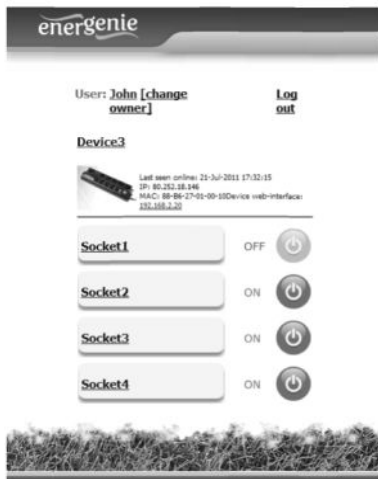 energenie
User: John [change Log
owner] out
Device3
Last seen online: 21-Jul-2011 17:32:15
IP: 80.252.18.146
MAC: 88-B6-27-01-00-10Device web-interface:
192.168.2.20
Socket1 OFF
Socket2 ON
Socket3 ON
Socket4 ON